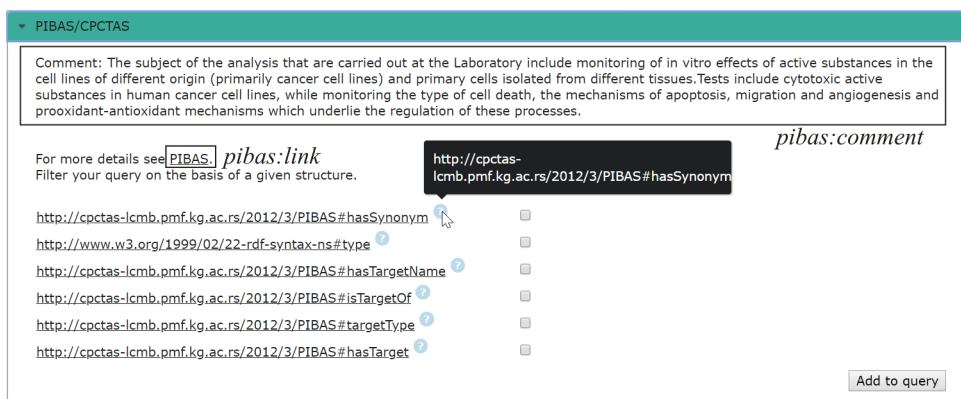 PIBAS/CPCTAS
Comment: The subject of the analysis that are carried out at the Laboratory include monitoring of in vitro effects of active substances in the
cell lines of different origin (primarily cancer cell lines) and primary cells isolated from different tissues.Tests include cytotoxic active
substances in human cancer cell lines, while monitoring the type of cell death, the mechanisms of apoptosis, migration and angiogenesis and
prooxidant-antioxidant mechanisms which underlie the regulation of these processes.
pibas:comment
For more details see PIBAS. pibas:link
Filter your query on the basis of a given structure.
http://cpctas-
lcmb.pmf.kg.ac.rs/2012/3/PIBAS#hasSynonym
http://cpctas-lcmb.pmf.kg.ac.rs/2012/3/PIBAS#hasSynonym ?
http://www.w3.org/1999/02/22-rdf-syntax-ns#type ?
http://cpctas-lcmb.pmf.kg.ac.rs/2012/3/PIBAS#hasTargetName ?
http://cpctas-lcmb.pmf.kg.ac.rs/2012/3/PIBAS#isTargetOf ?
http://cpctas-lcmb.pmf.kg.ac.rs/2012/3/PIBAS#targetType ?
http://cpctas-lcmb.pmf.kg.ac.rs/2012/3/PIBAS#hasTarget ?
Add to query